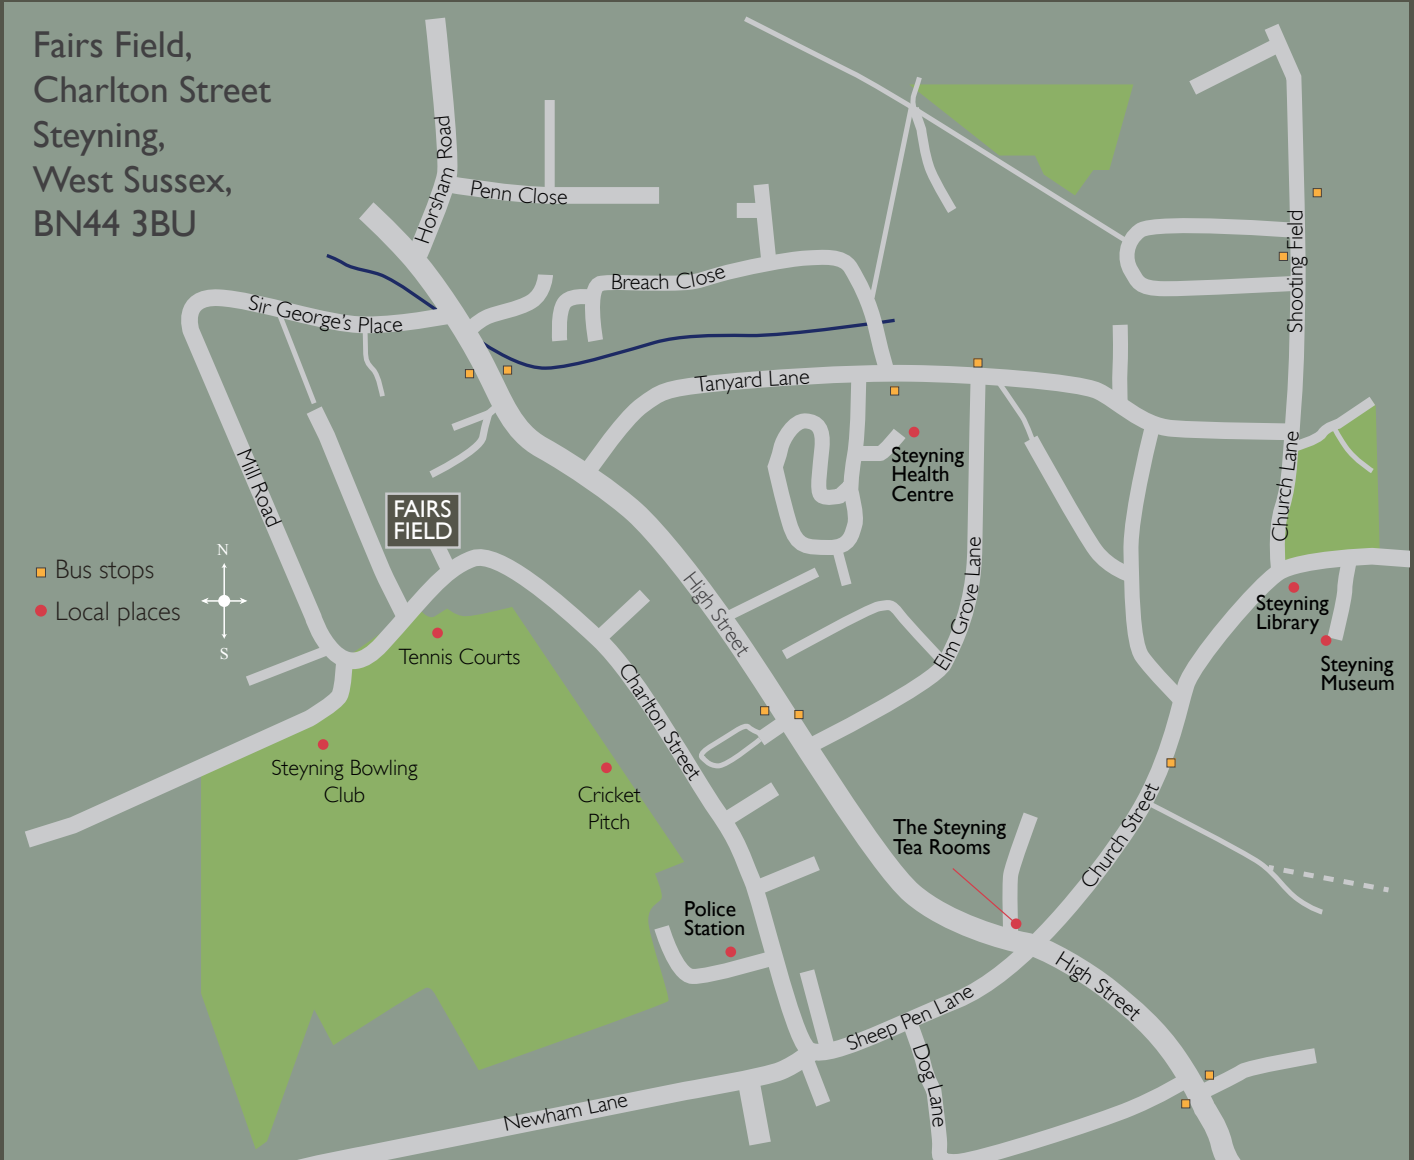 Fairs Field,
Charlton Street
Steyning,
West Sussex,
BN44 3BU
Horsham Road
Penn Close
Breach Close
Sir George's Place
Shooting Field
Tanyard Lane
Mill Road
Steyning
Health
Centre
Church Lane
FAIRS
FIELD
N
S
Bus stops
Local places
High Street
Elm Grove Lane
Steyning
Library
Steyning
Museum
Tennis Courts
Charlton Street
Steyning Bowling
Club
Cricket
Pitch
The Steyning
Tea Rooms
Church Street
Police
Station
High Street
Sheep Pen Lane
Dog Lane
Newham Lane